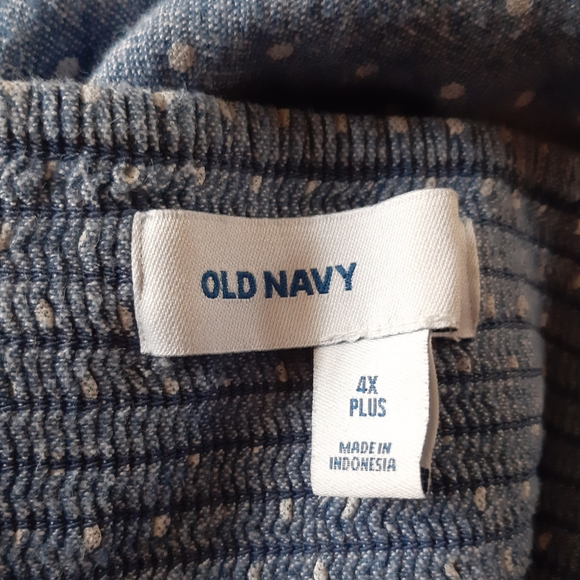 OLD NAVY
4X
PLUS
MADE IN
INDONESIA